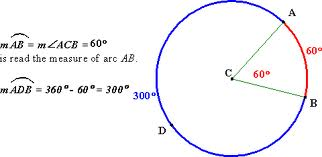 mAB = m∠ACB = 60°
is read the measure of arc AB.
mADB = 360° - 60° = 300°
A
60°
C
60°
B
300°
D